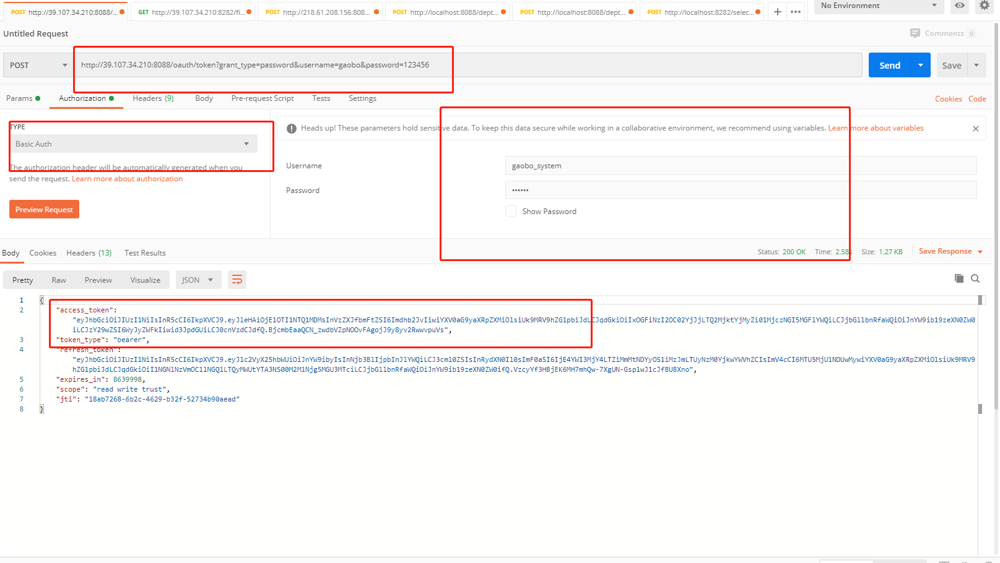 POST http://39.107.34.210:8088/... GET http://39.107.34.210:8282/fi... POST http://218.61.208.156:808... POST http://localhost:8088/dept... POST http://localhost:8088/dept... POST http://localhost:8282/selec... + ••• No Environment
Untitled Request Comments 0
POST http://39.107.34.210:8088/oauth/token?grant_type=password&username=gaobo&password=123456 Send Save
Params Authorization Headers (9) Body Pre-request Script Tests Settings Cookies Code
TYPE
Heads up! These parameters hold sensitive data. To keep this data secure while working in a collaborative environment, we recommend using variables. Learn more about variables
Basic Auth
The authorization header will be automatically generated when you
send the request. Learn more about authorization
Username gaobo_system
Password ••••••
Preview Request
Show Password
Body Cookies Headers (13) Test Results Status: 200 OK Time: 2.58s Size: 1.27 KB Save Response
Pretty Raw Preview Visualize JSON
1 {
2 "access_token":
3 "token_type": "bearer",
4 "refresh_token":
5 "expires_in": 8639998,
6 "scope": "read write trust",
7 "jti": "18ab7268-6b2c-4629-b32f-52734b90aead"
8 }